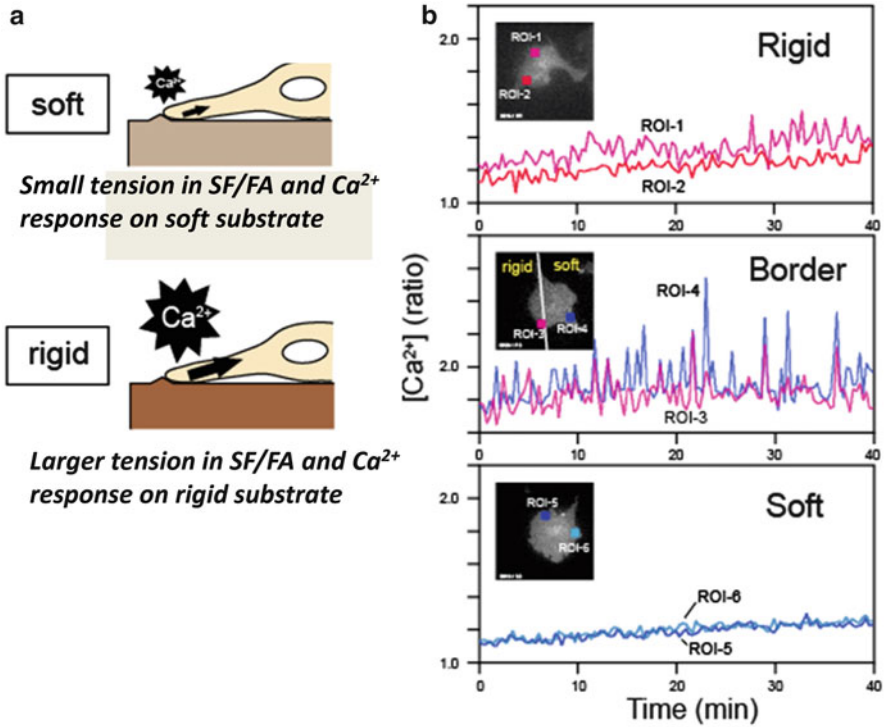 a
soft
Ca²⁺
Small tension in SF/FA and Ca²⁺
response on soft substrate
rigid
Ca²⁺
Larger tension in SF/FA and Ca²⁺
response on rigid substrate
b
[Ca²⁺] (ratio)
2.0
1.0
Rigid
ROI-1
ROI-2
ROI-1
ROI-2
0
10
20
30
40
2.0
Border
rigid
soft
ROI-3
ROI-4
ROI-4
ROI-3
0
10
20
30
40
2.0
1.0
Soft
ROI-5
ROI-6
ROI-6
ROI-5
0
10
20
30
40
Time (min)